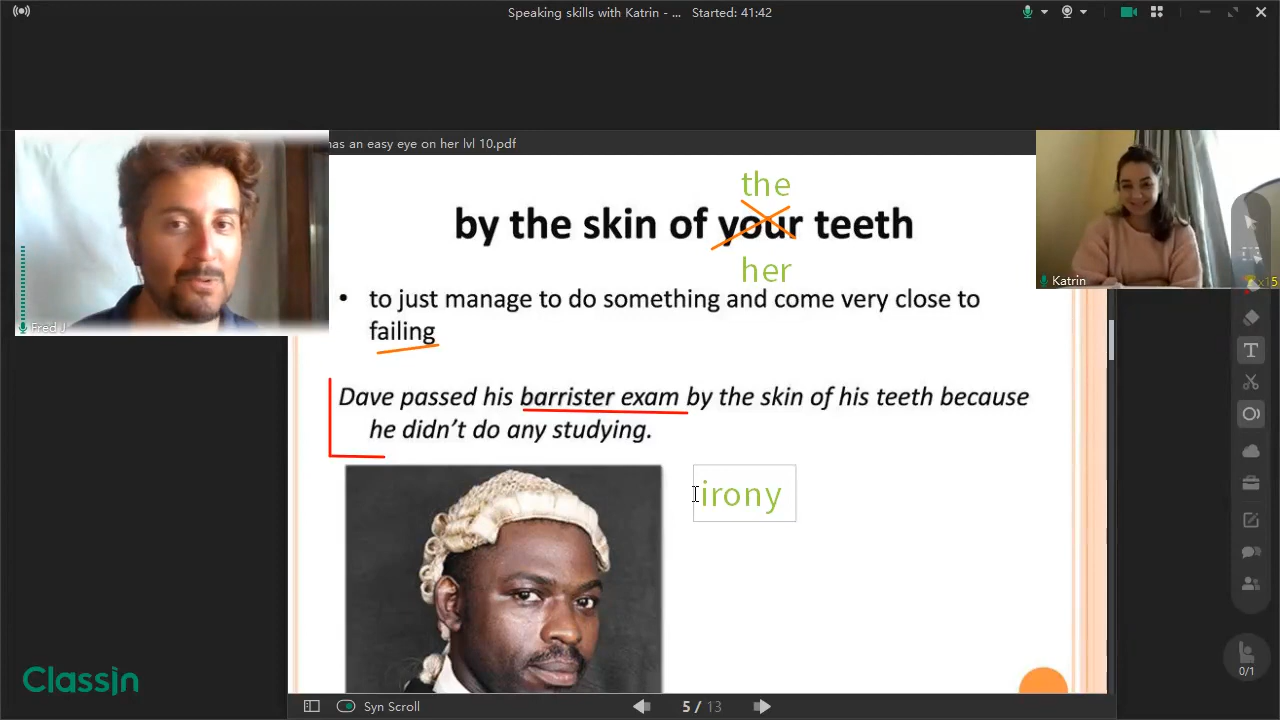 Speaking skills with Katrin - ... Started: 41:42
has an easy eye on her lvl 10.pdf
the
by the skin of your teeth
her
• to just manage to do something and come very close to
failing
Fred J
Katrin
x15
Dave passed his barrister exam by the skin of his teeth because
he didn't do any studying.
irony
T
ClassIn
0/1
Syn Scroll
5 / 13